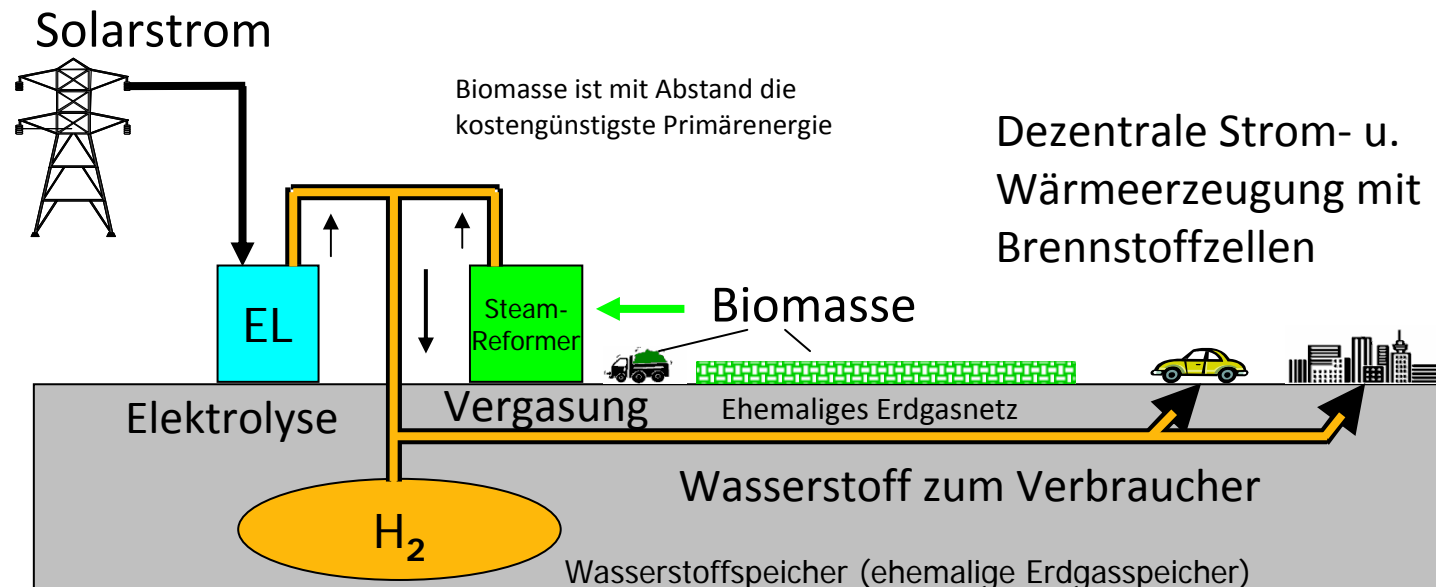 Solarstrom
Biomasse ist mit Abstand die
kostengünstigste Primärenergie
Dezentrale Strom- u.
Wärmeerzeugung mit
Brennstoffzellen
EL
Steam-
Reformer
Biomasse
Elektrolyse
Vergasung
Ehemaliges Erdgasnetz
Wasserstoff zum Verbraucher
H₂
Wasserstoffspeicher (ehemalige Erdgasspeicher)